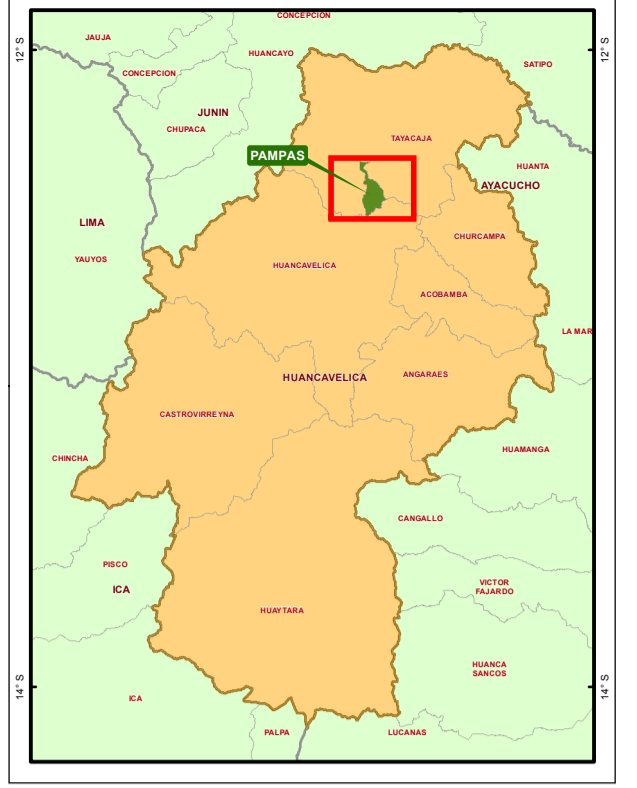 CONCEPCION
JAUJA
HUANCAYO
12° S
12° S
SATIPO
CONCEPCION
JUNIN
CHUPACA
TAYACAJA
PAMPAS
HUANTA
AYACUCHO
LIMA
CHURCAMPA
YAUYOS
HUANCAVELICA
ACOBAMBA
LA MAR
HUANCAVELICA
ANGARAES
CASTROVIRREYNA
HUAMANGA
CHINCHA
CANGALLO
PISCO
ICA
VICTOR
FAJARDO
HUAYTARA
HUANCA
SANCOS
14° S
14° S
ICA
PALPA
LUCANAS